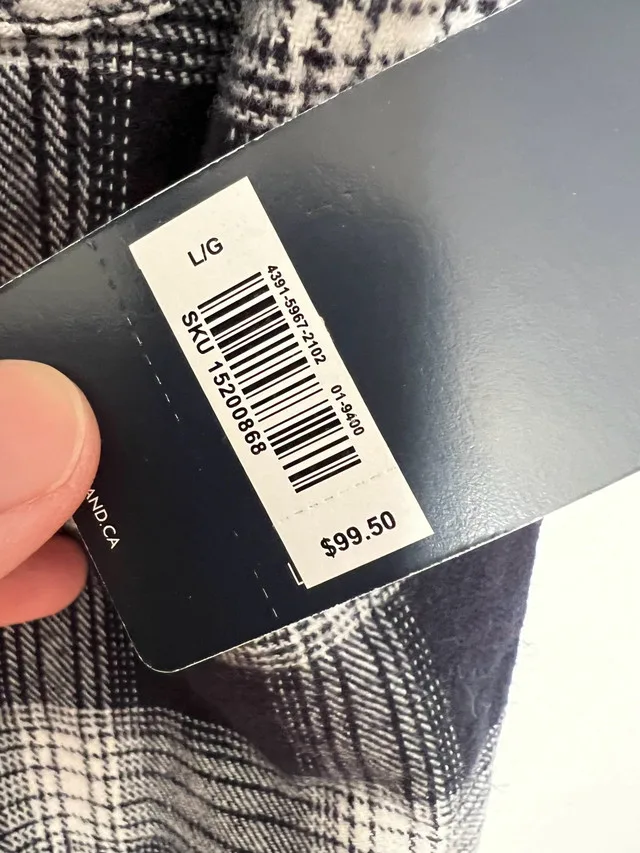 L/G
4391-5967-2102 01-9400
SKU 15200868
$99.50
AND.CA